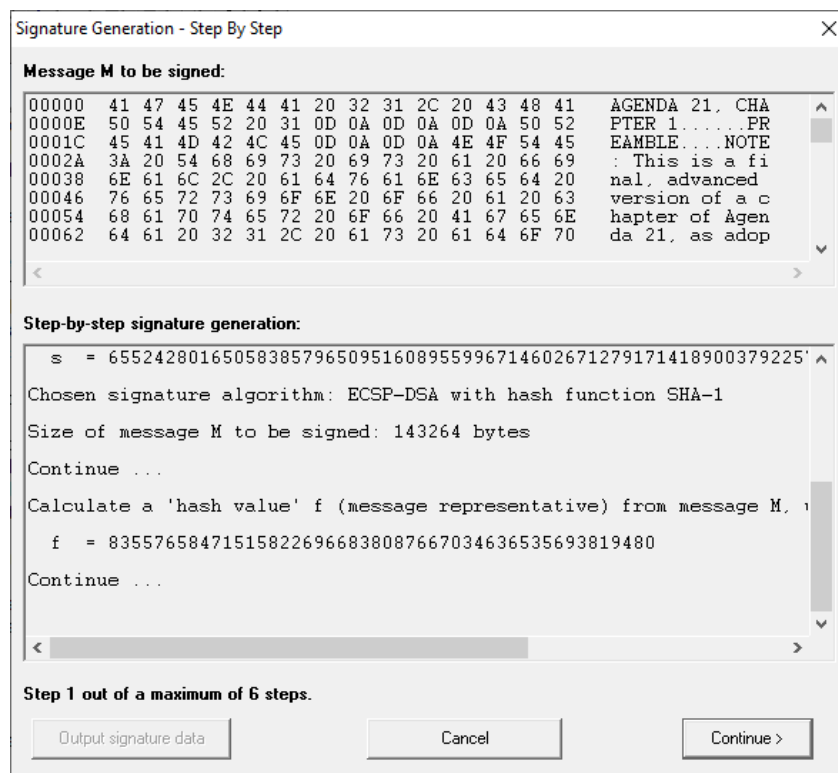 Signature Generation - Step By Step
Message M to be signed:
00000 41 47 45 4E 44 41 20 32 31 2C 20 43 48 41 AGENDA 21, CHA
0000E 50 54 45 52 20 31 0D 0A 0D 0A 0D 0A 50 52 PTER 1......PR
0001C 45 41 4D 42 4C 45 0D 0A 0D 0A 4E 4F 54 45 EAMBLE....NOTE
0002A 3A 20 54 68 69 73 20 69 73 20 61 20 66 69 : This is a fi
00038 6E 61 6C 2C 20 61 64 76 61 6E 63 65 64 20 nal, advanced
00046 76 65 72 73 69 6F 6E 20 6F 66 20 61 20 63 version of a c
00054 68 61 70 74 65 72 20 6F 66 20 41 67 65 6E hapter of Agen
00062 64 61 20 32 31 2C 20 61 73 20 61 64 6F 70 da 21, as adop
Step-by-step signature generation:
s = 6552428016505838579650951608955996714602671279171418900379225
Chosen signature algorithm: ECSP-DSA with hash function SHA-1
Size of message M to be signed: 143264 bytes
Continue ...
Calculate a 'hash value' f (message representative) from message M,
f = 835576584715158226966838087667034636535693819480
Continue ...
Step 1 out of a maximum of 6 steps.
Output signature data
Cancel
Continue >